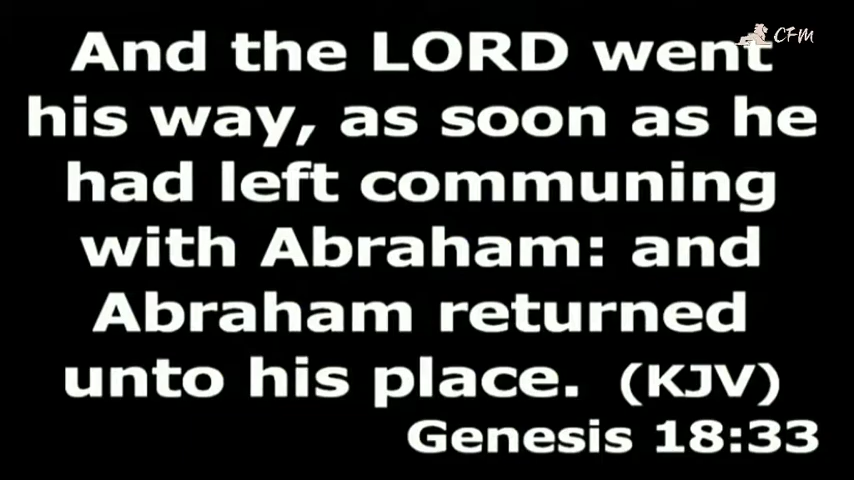 CFM
And the LORD went
his way, as soon as he
had left communing
with Abraham: and
Abraham returned
unto his place. (KJV)
Genesis 18:33